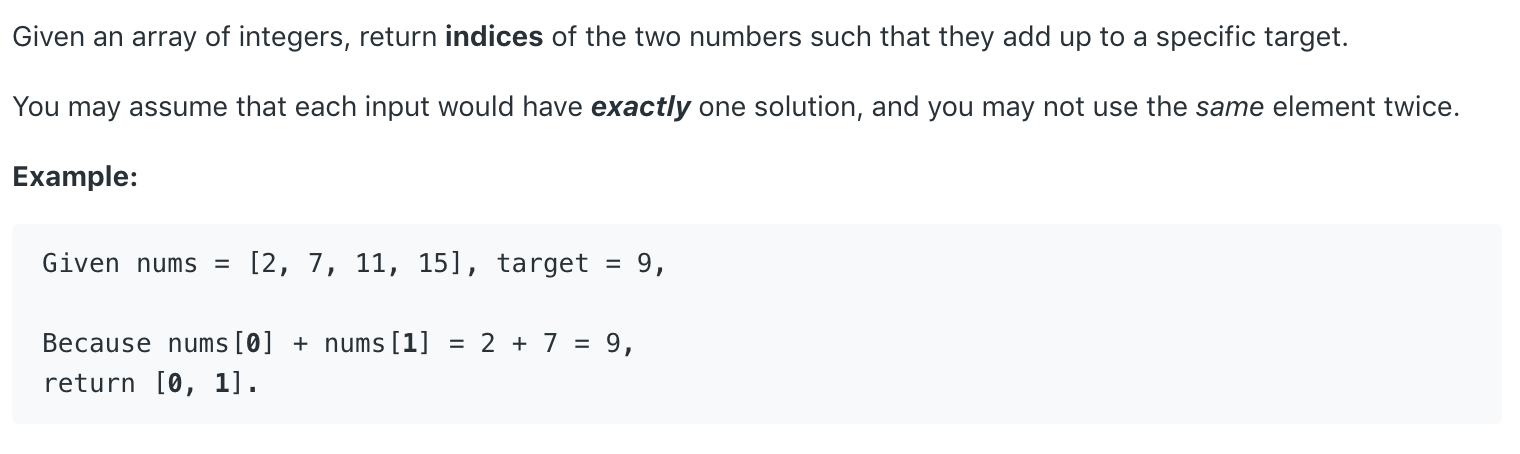 Given an array of integers, return indices of the two numbers such that they add up to a specific target.
You may assume that each input would have exactly one solution, and you may not use the same element twice.
Example:
Given nums = [2, 7, 11, 15], target = 9,
Because nums[0] + nums[1] = 2 + 7 = 9,
return [0, 1].